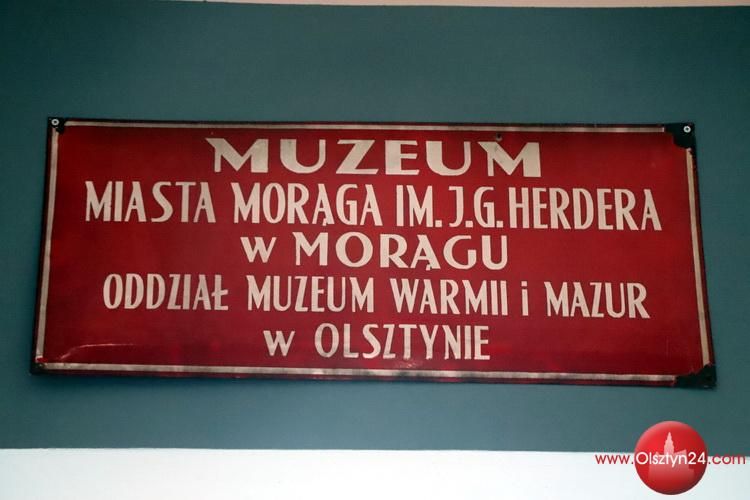 MUZEUM
MIASTA MORĄGA IM. J.G. HERDERA
W MORĄGU
ODDZIAŁ MUZEUM WARMII i MAZUR
W OLSZTYNIE
www.Olsztyn24.com